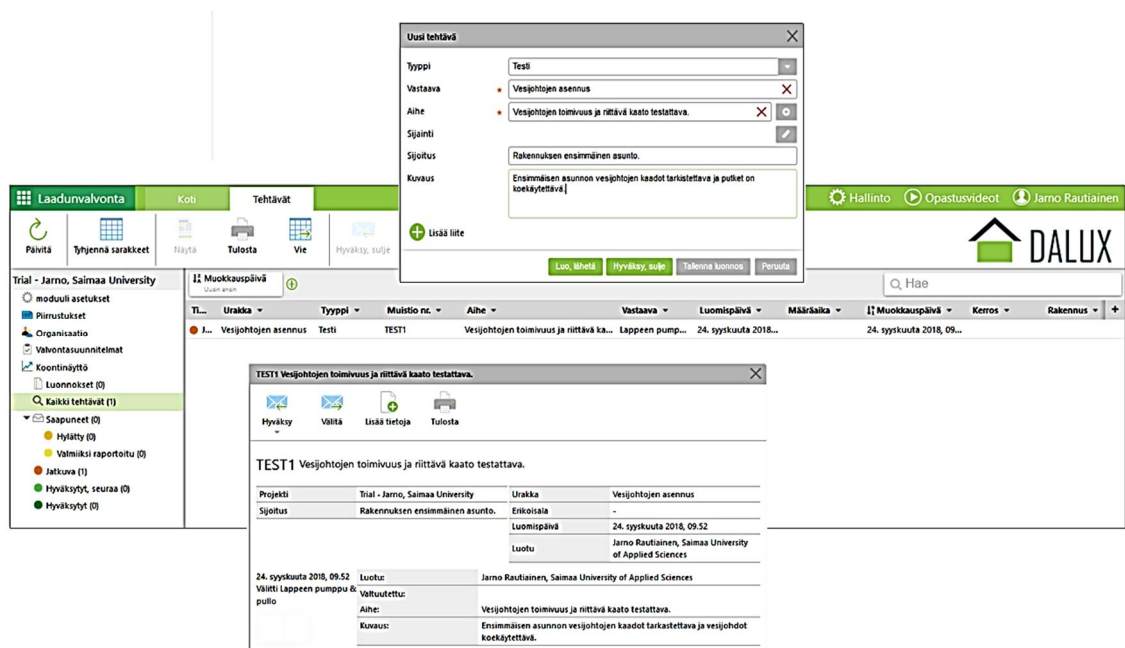 Uusi tehtävä
Tyyppi Testi
Vastaava * Vesijohtojen asennus
Aihe * Vesijohtojen toimivuus ja riittävä kaato testattava.
Sijainti
Sijoitus Rakennuksen ensimmäinen asunto.
Kuvaus Ensimmäisen asunnon vesijohtojen kaadot tarkistettava ja putket on
koekäytettävä.
Lisää liite
Luo, lähetä Hyväksy, sulje Tallenna luonnos Peruuta
Laadunvalvonta Koti Tehtävät Hallinto Opastusvideot Jarno Rautiainen
Päivitä Tyhjennä sarakkeet Näytä Tulosta Vie Hyväksy, sulje
DALUX
Trial - Jarno, Saimaa University
moduuli asetukset
Piirrustukset
Organisaatio
Valvontasuunnitelmat
Koontinäyttö
Luonnokset (0)
Kaikki tehtävät (1)
Saapuneet (0)
Hylätty (0)
Valmiiksi raportoitu (0)
Jatkuva (1)
Hyväksytyt, seuraa (0)
Hyväksytyt (0)
Muokkauspäivä
Uusin ensin
Hae
Ti... Urakka Tyyppi Muistio nr. Aihe Vastaava Luomispäivä Määräaika Muokkauspäivä Kerros Rakennus
J... Vesijohtojen asennus Testi TEST1 Vesijohtojen toimivuus ja riittävä ka... Lappeen pump... 24. syyskuuta 2018... 24. syyskuuta 2018, 09...
TEST1 Vesijohtojen toimivuus ja riittävä kaato testattava.
Hyväksy Välitä Lisää tietoja Tulosta
TEST1 Vesijohtojen toimivuus ja riittävä kaato testattava.
Projekti Trial - Jarno, Saimaa University Urakka Vesijohtojen asennus
Sijoitus Rakennuksen ensimmäinen asunto. Erikoisala -
Luomispäivä 24. syyskuuta 2018, 09.52
Luotu Jarno Rautiainen, Saimaa University
of Applied Sciences
24. syyskuuta 2018, 09.52
Välitti Lappeen pumppu &
pullo
Luotu: Jarno Rautiainen, Saimaa University of Applied Sciences
Valtuutettu:
Aihe: Vesijohtojen toimivuus ja riittävä kaato testattava.
Kuvaus: Ensimmäisen asunnon vesijohtojen kaadot tarkastettava ja vesijohdot
koekäytettävä.